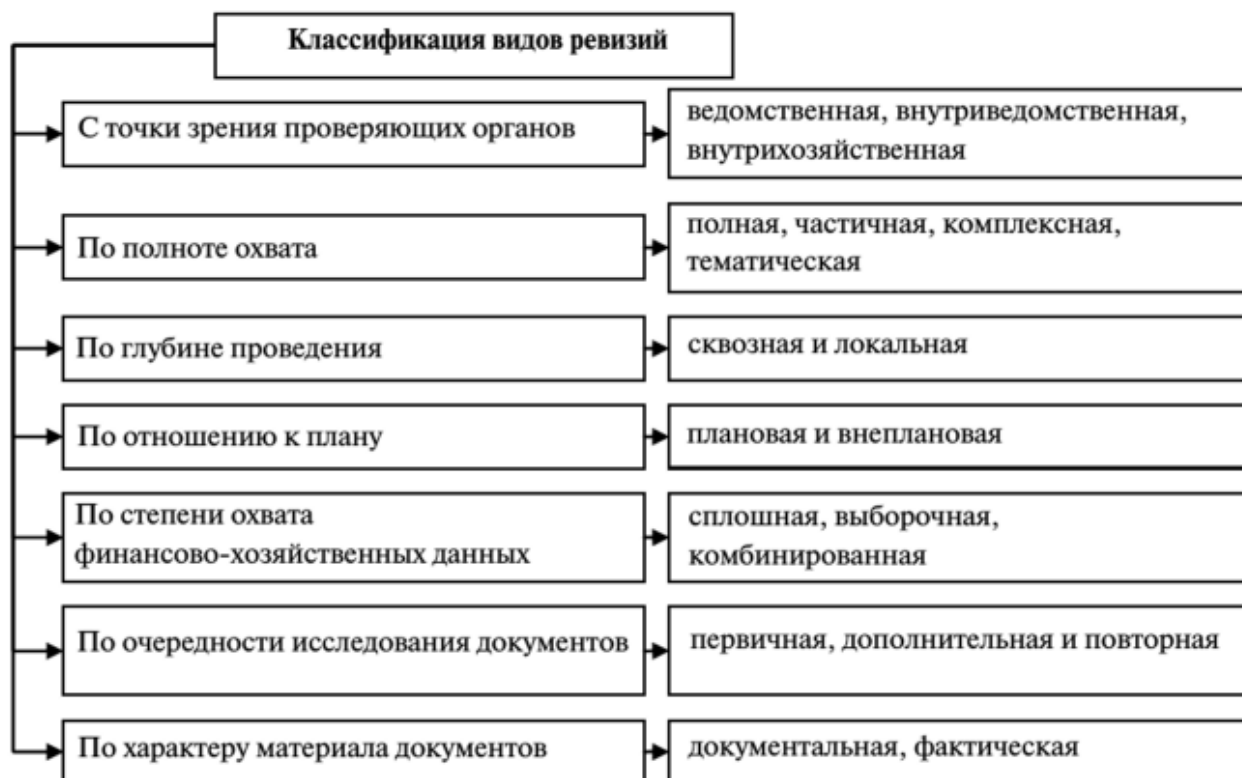 Классификация видов ревизий
С точки зрения проверяющих органов
ведомственная, внутриведомственная,
внутрихозяйственная
По полноте охвата
полная, частичная, комплексная,
тематическая
По глубине проведения
сквозная и локальная
По отношению к плану
плановая и внеплановая
По степени охвата
финансово-хозяйственных данных
сплошная, выборочная,
комбинированная
По очередности исследования документов
первичная, дополнительная и повторная
По характеру материала документов
документальная, фактическая